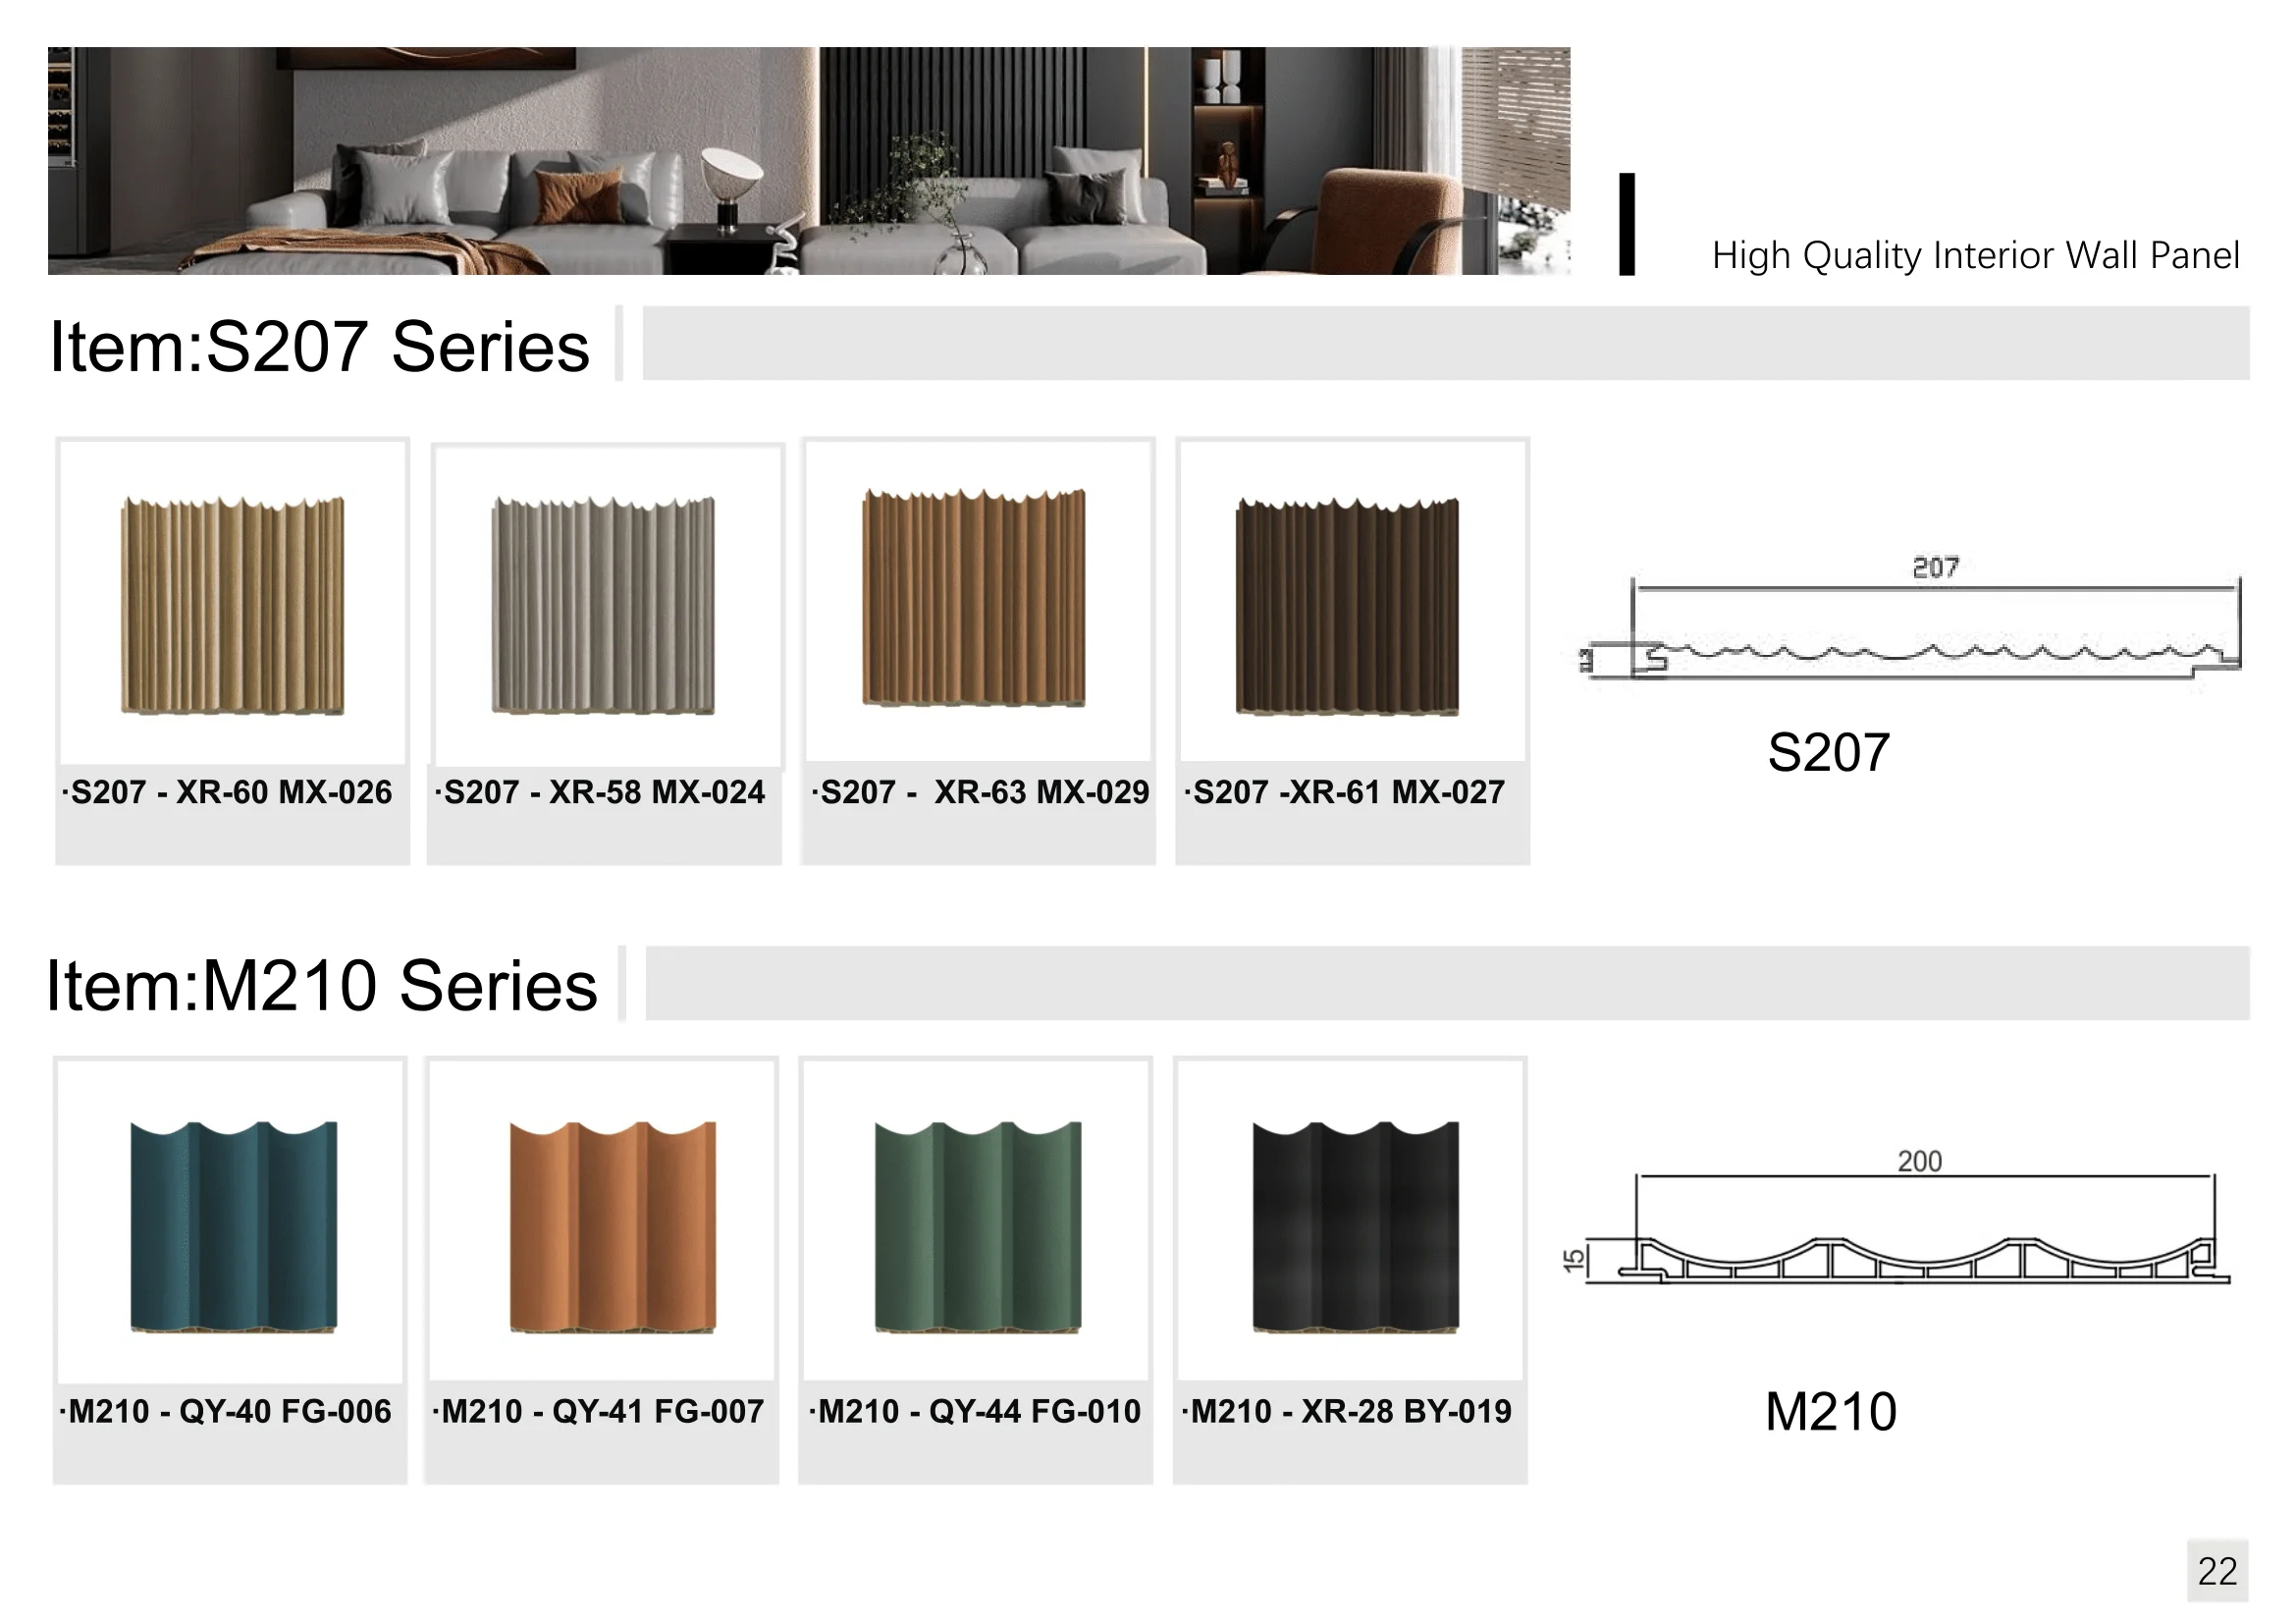 High Quality Interior Wall Panel
Item:S207 Series
207
13
·S207 - XR-60 MX-026
·S207 - XR-58 MX-024
·S207 -  XR-63 MX-029
·S207 -XR-61 MX-027
S207
Item:M210 Series
200
15
·M210 - QY-40 FG-006
·M210 - QY-41 FG-007
·M210 - QY-44 FG-010
·M210 - XR-28 BY-019
M210
22